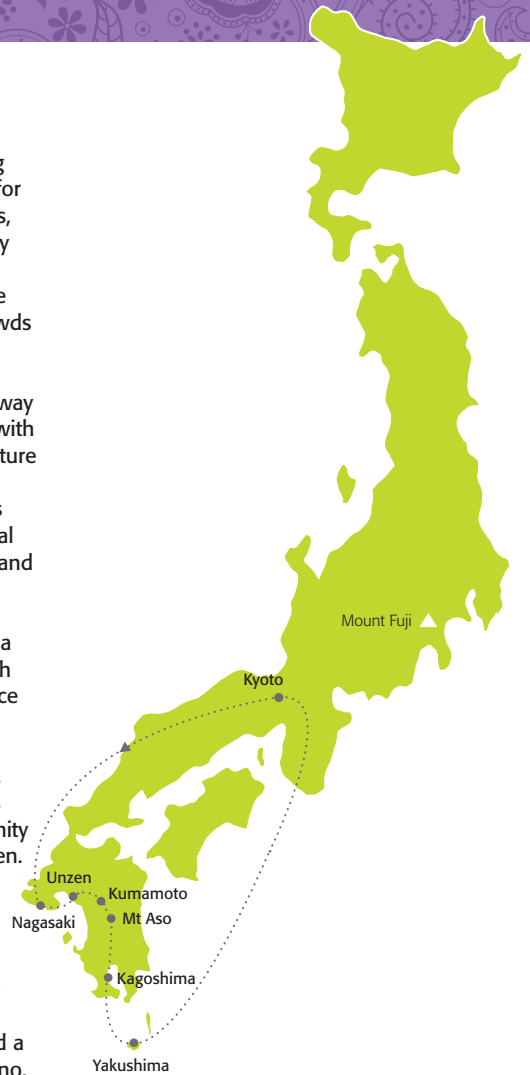 g
for
s,
y
e
wds
way
with
ture
s
al
and
a
h
ce
nity
en.
d a
no.
Mount Fuji
Kyoto
Unzen
Kumamoto
Nagasaki
Mt Aso
Kagoshima
Yakushima